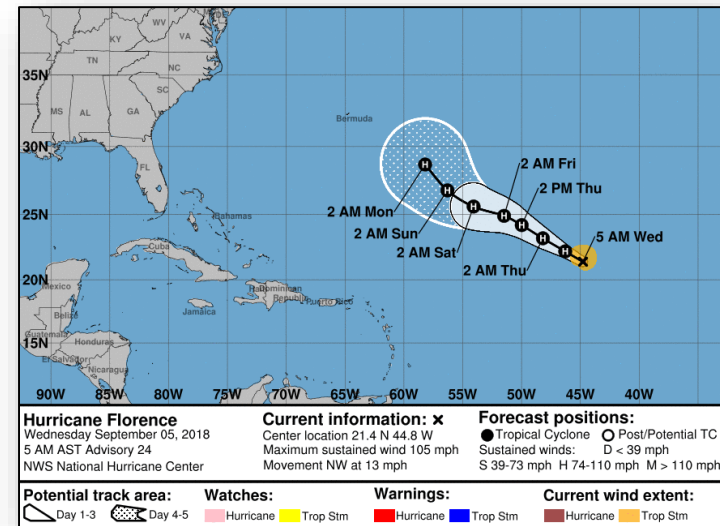 WV
KY
VA
35N
TN
NC
SC
MS
AL
GA
Bermuda
30N
FL
2 AM Fri
2 PM Thu
2 AM Mon
25N
Bahamas
2 AM Sun
5 AM Wed
2 AM Sat
2 AM Thu
H
H
H
H
H
H
H
Cuba
20N
Mexico
Dominican
Republic
Puerto Rico
Jamaica
Belize
15N
Guatemala
Honduras
El Salvador
Nicaragua
90W 85W 80W 75W 70W 65W 60W 55W 50W 45W 40W
Hurricane Florence
Wednesday September 05, 2018
5 AM AST Advisory 24
NWS National Hurricane Center
Current information: x
Center location 21.4 N 44.8 W
Maximum sustained wind 105 mph
Movement NW at 13 mph
Forecast positions:
Tropical Cyclone Post/Potential TC
Sustained winds: D < 39 mph
S 39-73 mph H 74-110 mph M > 110 mph
Potential track area:
Day 1-3 Day 4-5
Watches:
Hurricane Trop Stm
Warnings:
Hurricane Trop Stm
Current wind extent:
Hurricane Trop Stm